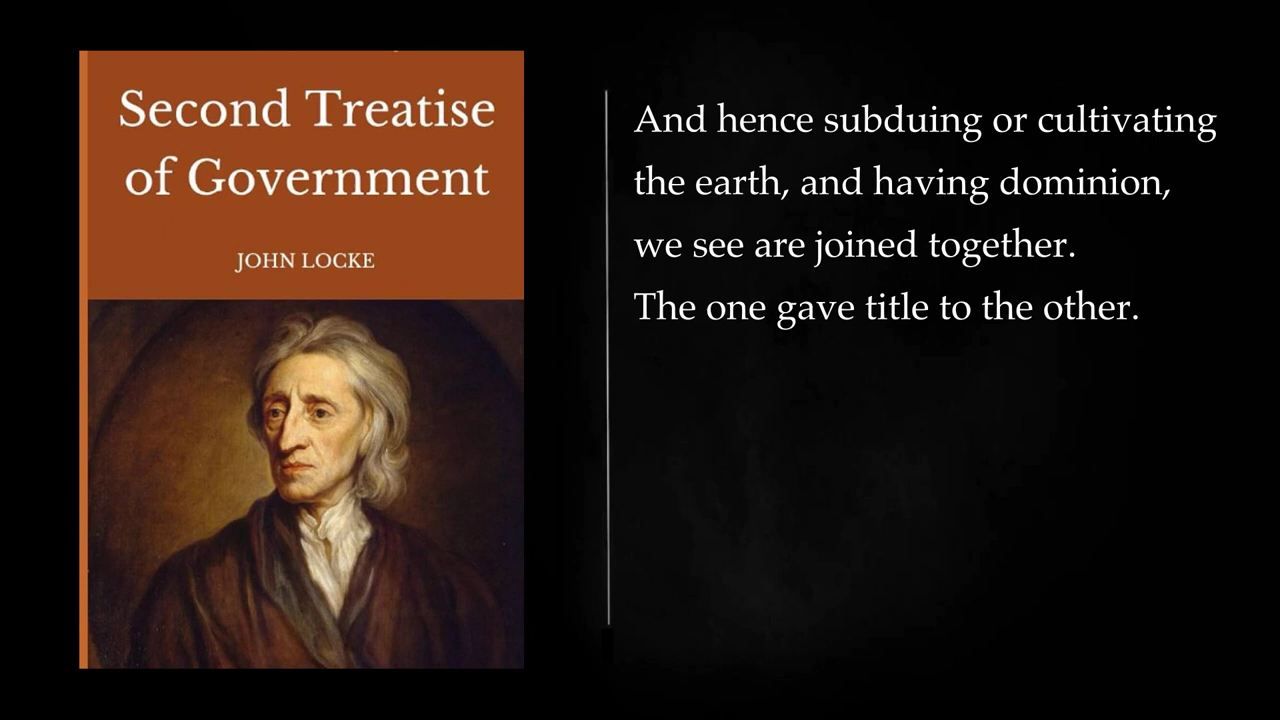 Second Treatise
of Government
JOHN LOCKE
And hence subduing or cultivating
the earth, and having dominion,
we see are joined together.
The one gave title to the other.